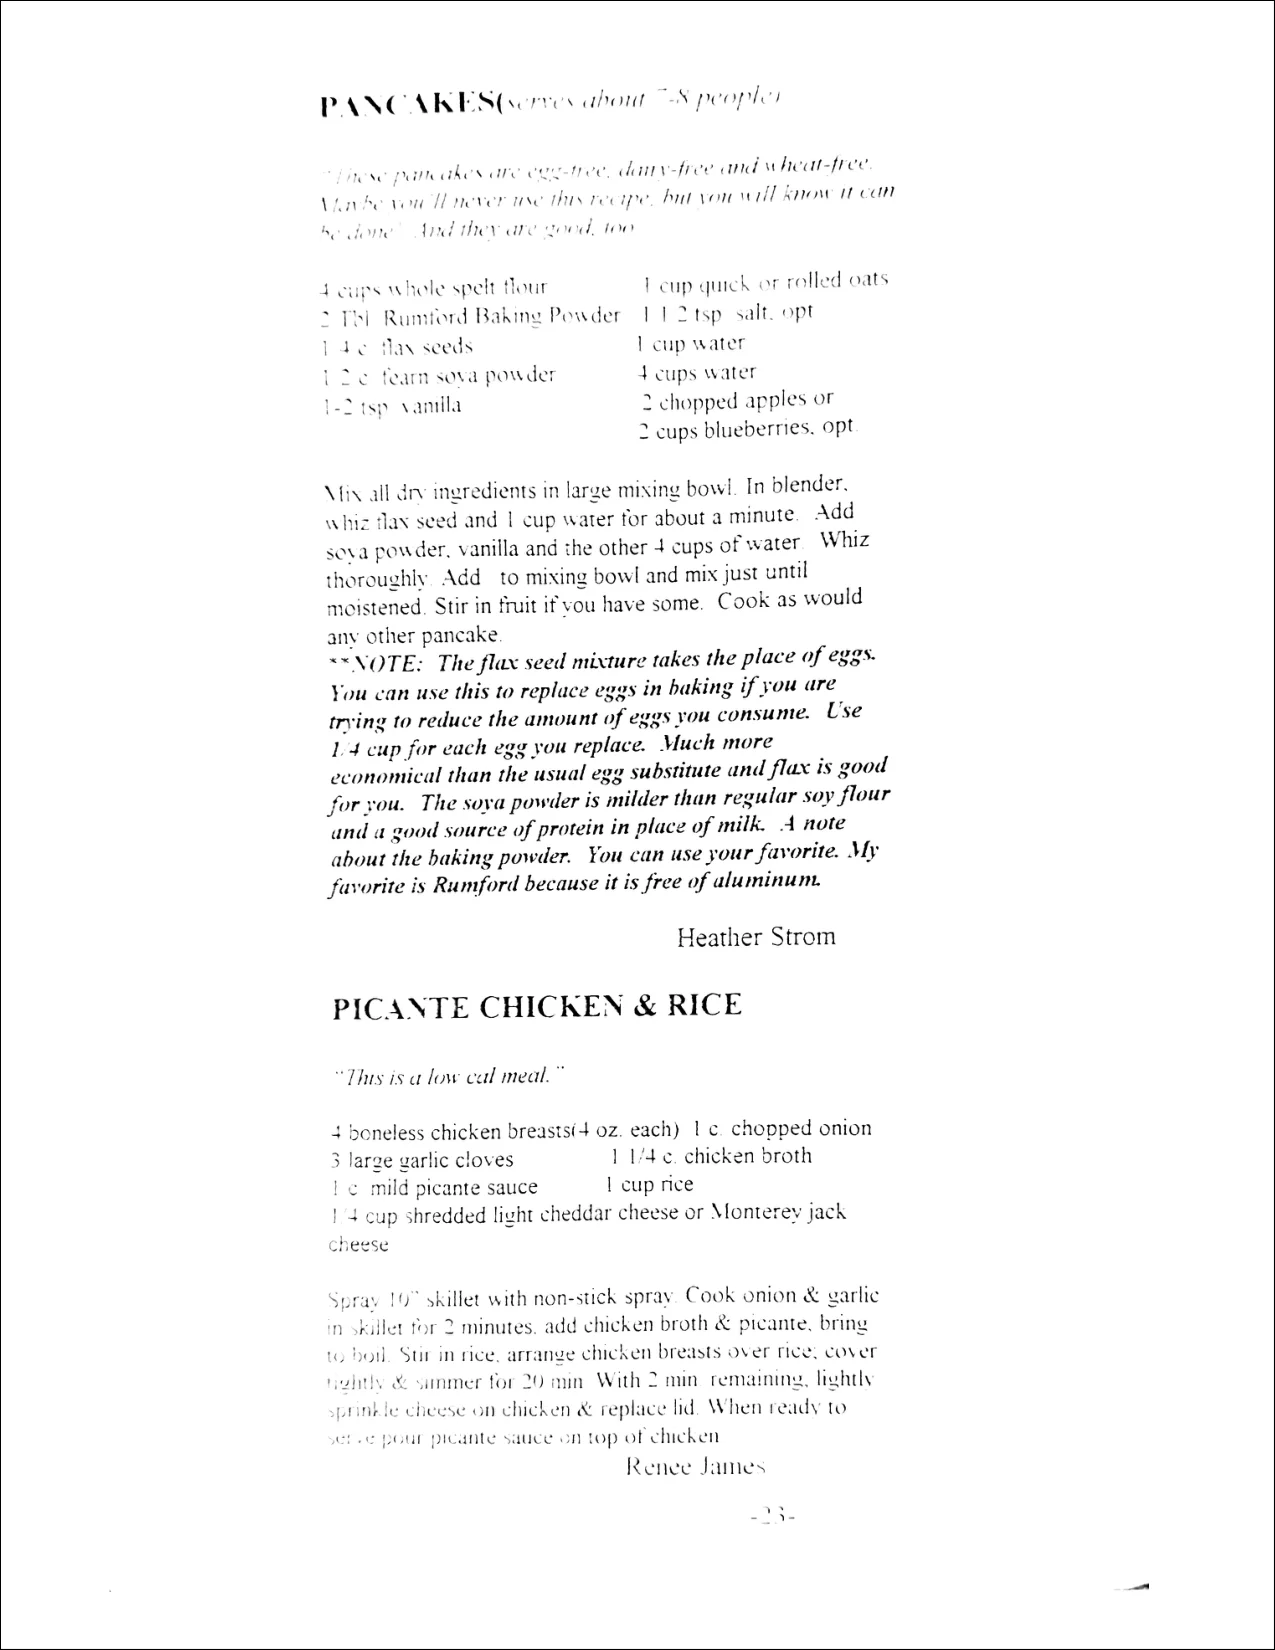 PANCAKES(serves about 7-8 people)
"These pancakes are egg-free, dairy-free and wheat-free.
Maybe you'll never use this recipe, but you will know it can
be done" And they are good, too
4 cups whole spelt flour 1 cup quick or rolled oats
2 Tbl Rumford Baking Powder 1 1/2 tsp salt, opt
1/4 c flax seeds 1 cup water
1/2 c fearn soya powder 4 cups water
1-2 tsp vanilla 2 chopped apples or
2 cups blueberries, opt.
Mix all dry ingredients in large mixing bowl. In blender,
whiz flax seed and 1 cup water for about a minute. Add
soya powder, vanilla and the other 4 cups of water. Whiz
thoroughly. Add to mixing bowl and mix just until
moistened. Stir in fruit if you have some. Cook as would
any other pancake.
**NOTE: The flax seed mixture takes the place of eggs.
You can use this to replace eggs in baking if you are
trying to reduce the amount of eggs you consume. Use
1/4 cup for each egg you replace. Much more
economical than the usual egg substitute and flax is good
for you. The soya powder is milder than regular soy flour
and a good source of protein in place of milk. A note
about the baking powder. You can use your favorite. My
favorite is Rumford because it is free of aluminum.
Heather Strom
PICANTE CHICKEN & RICE
"This is a low cal meal."
4 boneless chicken breasts(4 oz. each) 1 c. chopped onion
3 large garlic cloves 1 1/4 c. chicken broth
1 c mild picante sauce 1 cup rice
1/4 cup shredded light cheddar cheese or Monterey jack
cheese
Spray 10" skillet with non-stick spray. Cook onion & garlic
in skillet for 2 minutes, add chicken broth & picante, bring
to boil. Stir in rice, arrange chicken breasts over rice; cover
tightly & simmer for 20 min With 2 min remaining, lightly
sprinkle cheese on chicken & replace lid. When ready to
serve pour picante sauce on top of chicken
Renee James
-23-